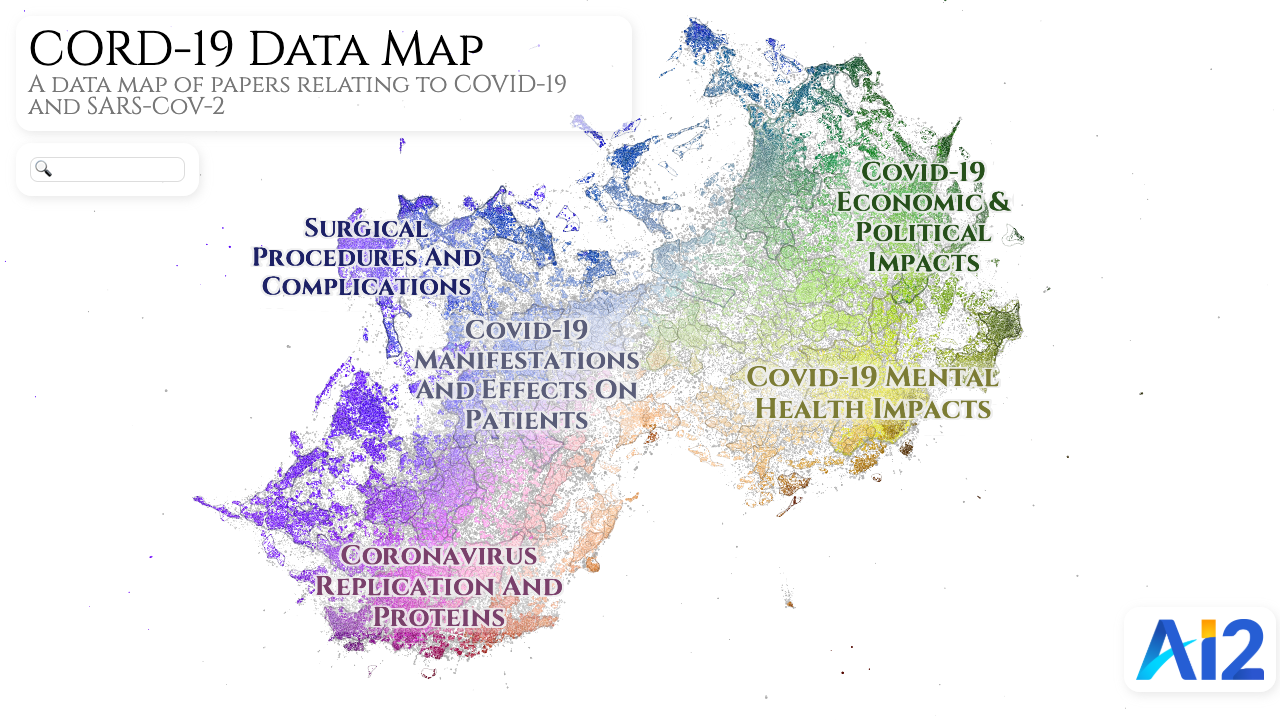 CORD-19 Data Map
A data map of papers relating to COVID-19
and SARS-CoV-2
Surgical
Procedures And
Complications
Covid-19
Economic &
Political
Impacts
Covid-19
Manifestations
And Effects On
Patients
Covid-19 Mental
Health Impacts
Coronavirus
Replication And
Proteins
Ai2